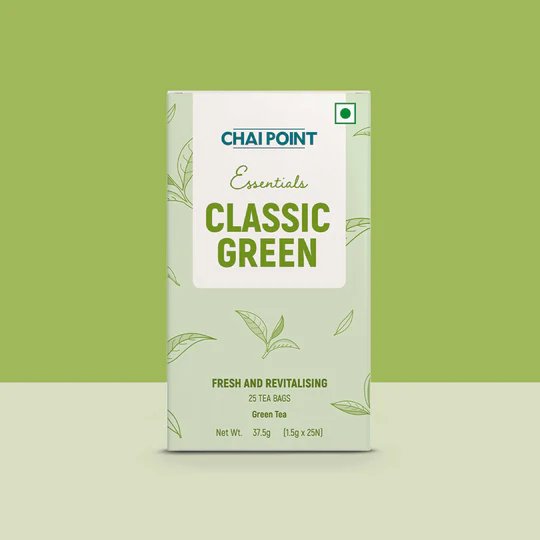 CHAI POINT
Essentials
CLASSIC
GREEN
FRESH AND REVITALISING
25 TEA BAGS
Green Tea
Net Wt. 37.5g (1.5g x 25N)